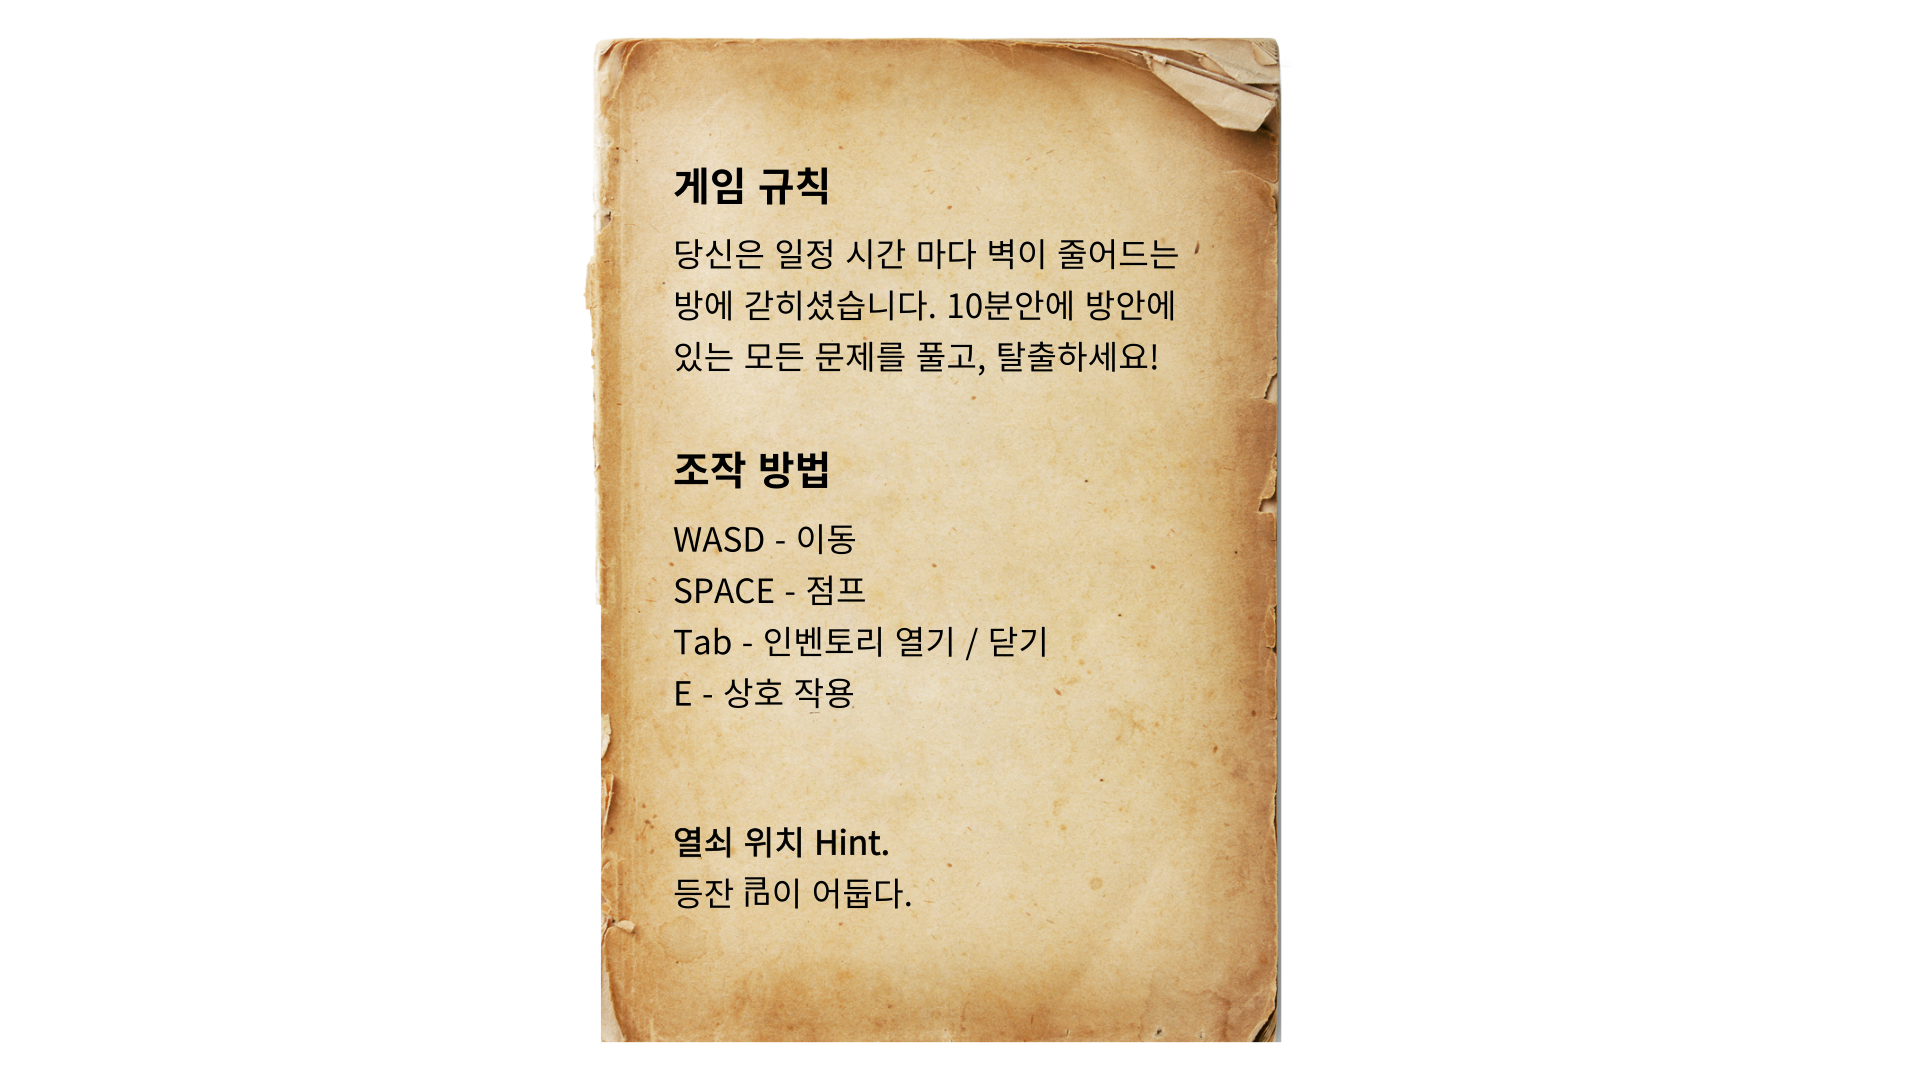 게임 규칙
당신은 일정 시간 마다 벽이 줄어드는
방에 갇히셨습니다. 10분안에 방안에
있는 모든 문제를 풀고, 탈출하세요!
조작 방법
WASD - 이동
SPACE - 점프
Tab - 인벤토리 열기 / 닫기
E - 상호 작용
열쇠 위치 Hint.
등잔 어둡다.